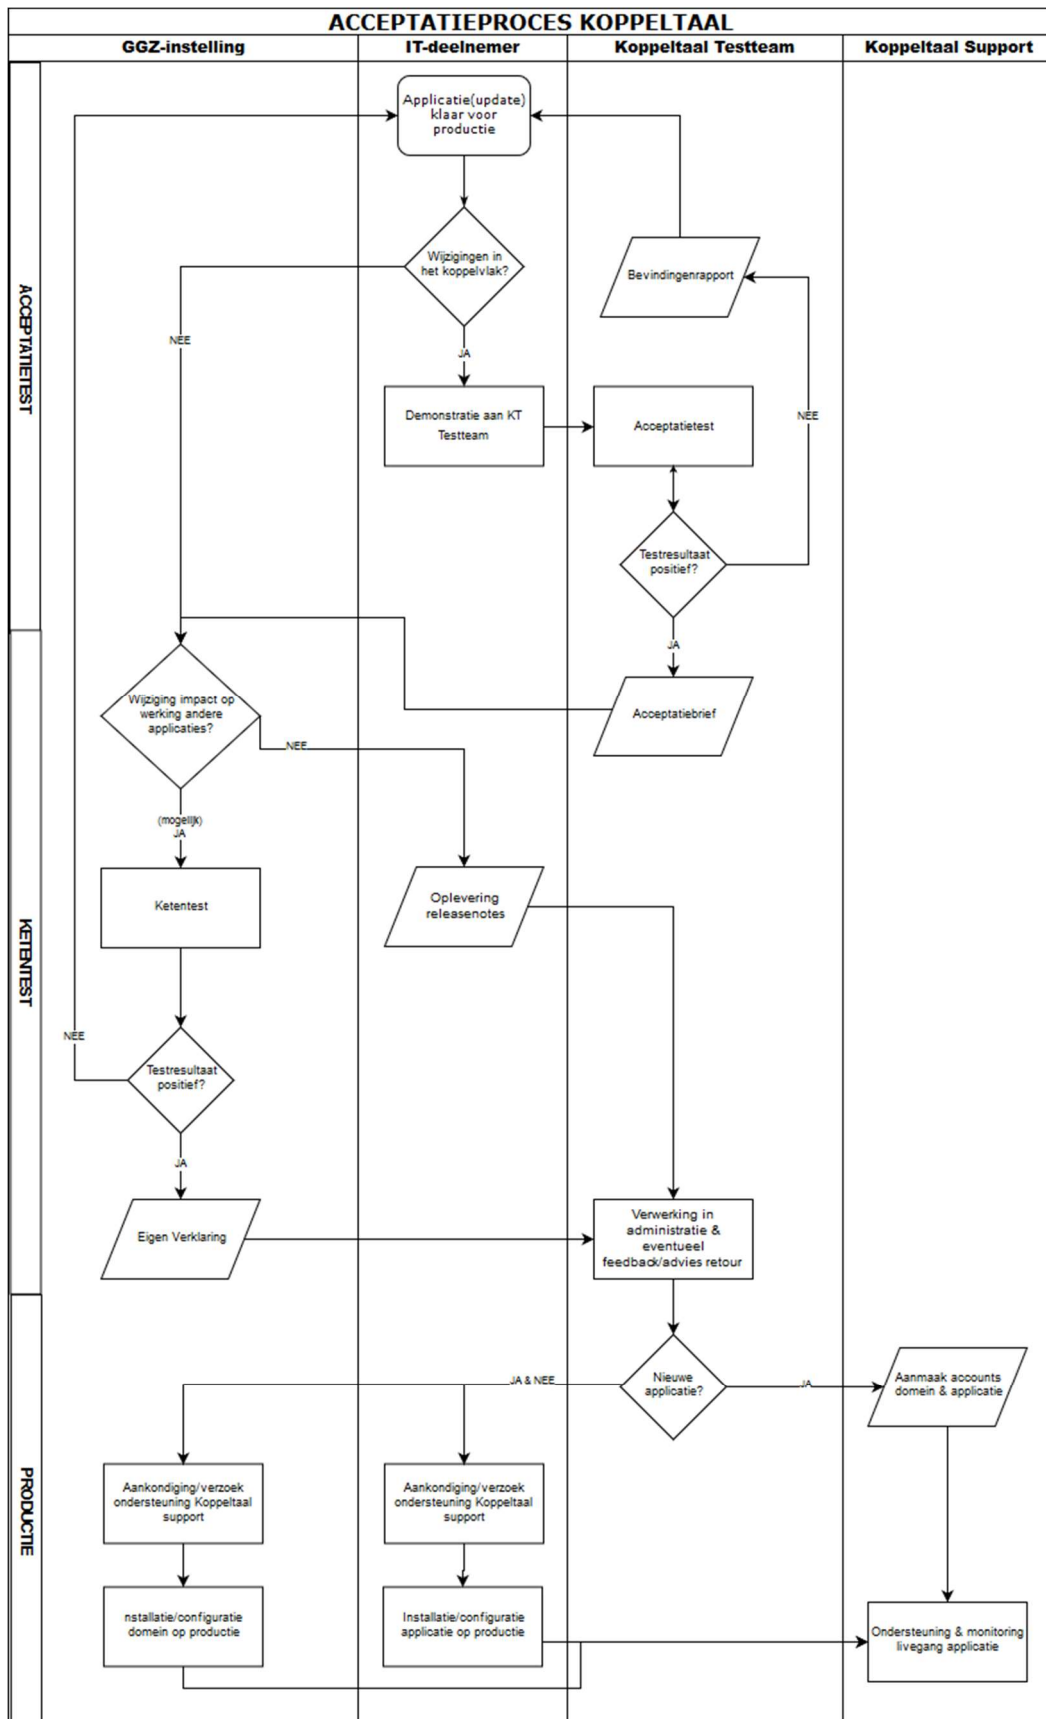 ACCEPTATIEPROCES KOPPELTAAL
GGZ-instelling
IT-deelnemer
Koppeltaal Testteam
Koppeltaal Support
ACCEPTATIETEST
Applicatie(update)
klaar voor
productie
Wijzigingen in
het koppelvlak?
Bevindingenrapport
NEE
JA
Demonstratie aan KT
Testteam
Acceptatietest
NEE
Testresultaat
positief?
JA
KETENTEST
Wijziging impact op
werking andere
applicaties?
Acceptatiebrief
NEE
(mogelijk)
JA
Ketentest
Oplevering
releasenotes
NEE
Testresultaat
positief?
JA
Eigen Verklaring
Verwerking in
administratie &
eventueel
feedback/advies retour
PRODUCTIE
JA & NEE
Nieuwe
applicatie?
JA
Aanmaak accounts
domein & applicatie
Aankondiging/verzoek
ondersteuning Koppeltaal
support
Aankondiging/verzoek
ondersteuning Koppeltaal
support
nstallatie/configuratie
domein op productie
Installatie/configuratie
applicatie op productie
Ondersteuning & monitoring
livegang applicatie